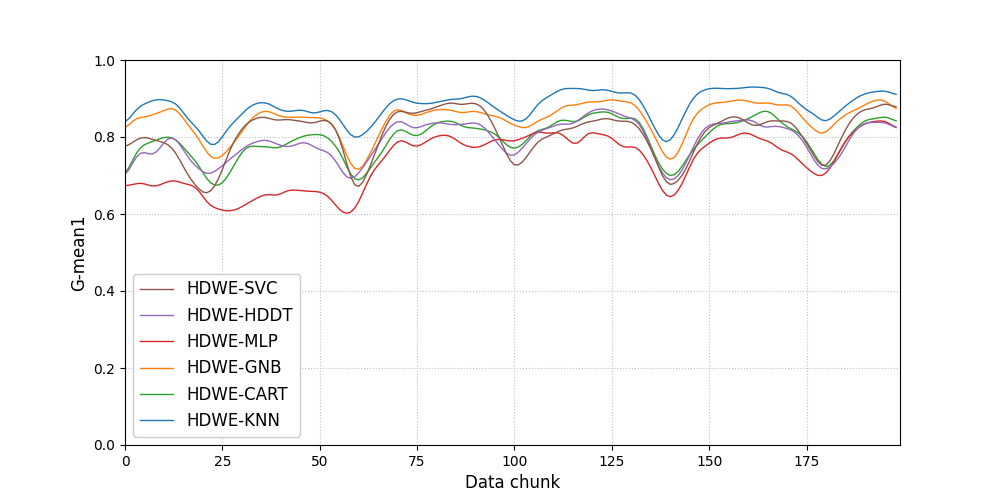 1.0
0.8
0.6
0.4
0.2
0.0
G-mean1
HDWE-SVC
HDWE-HDDT
HDWE-MLP
HDWE-GNB
HDWE-CART
HDWE-KNN
0 25 50 75 100 125 150 175
Data chunk